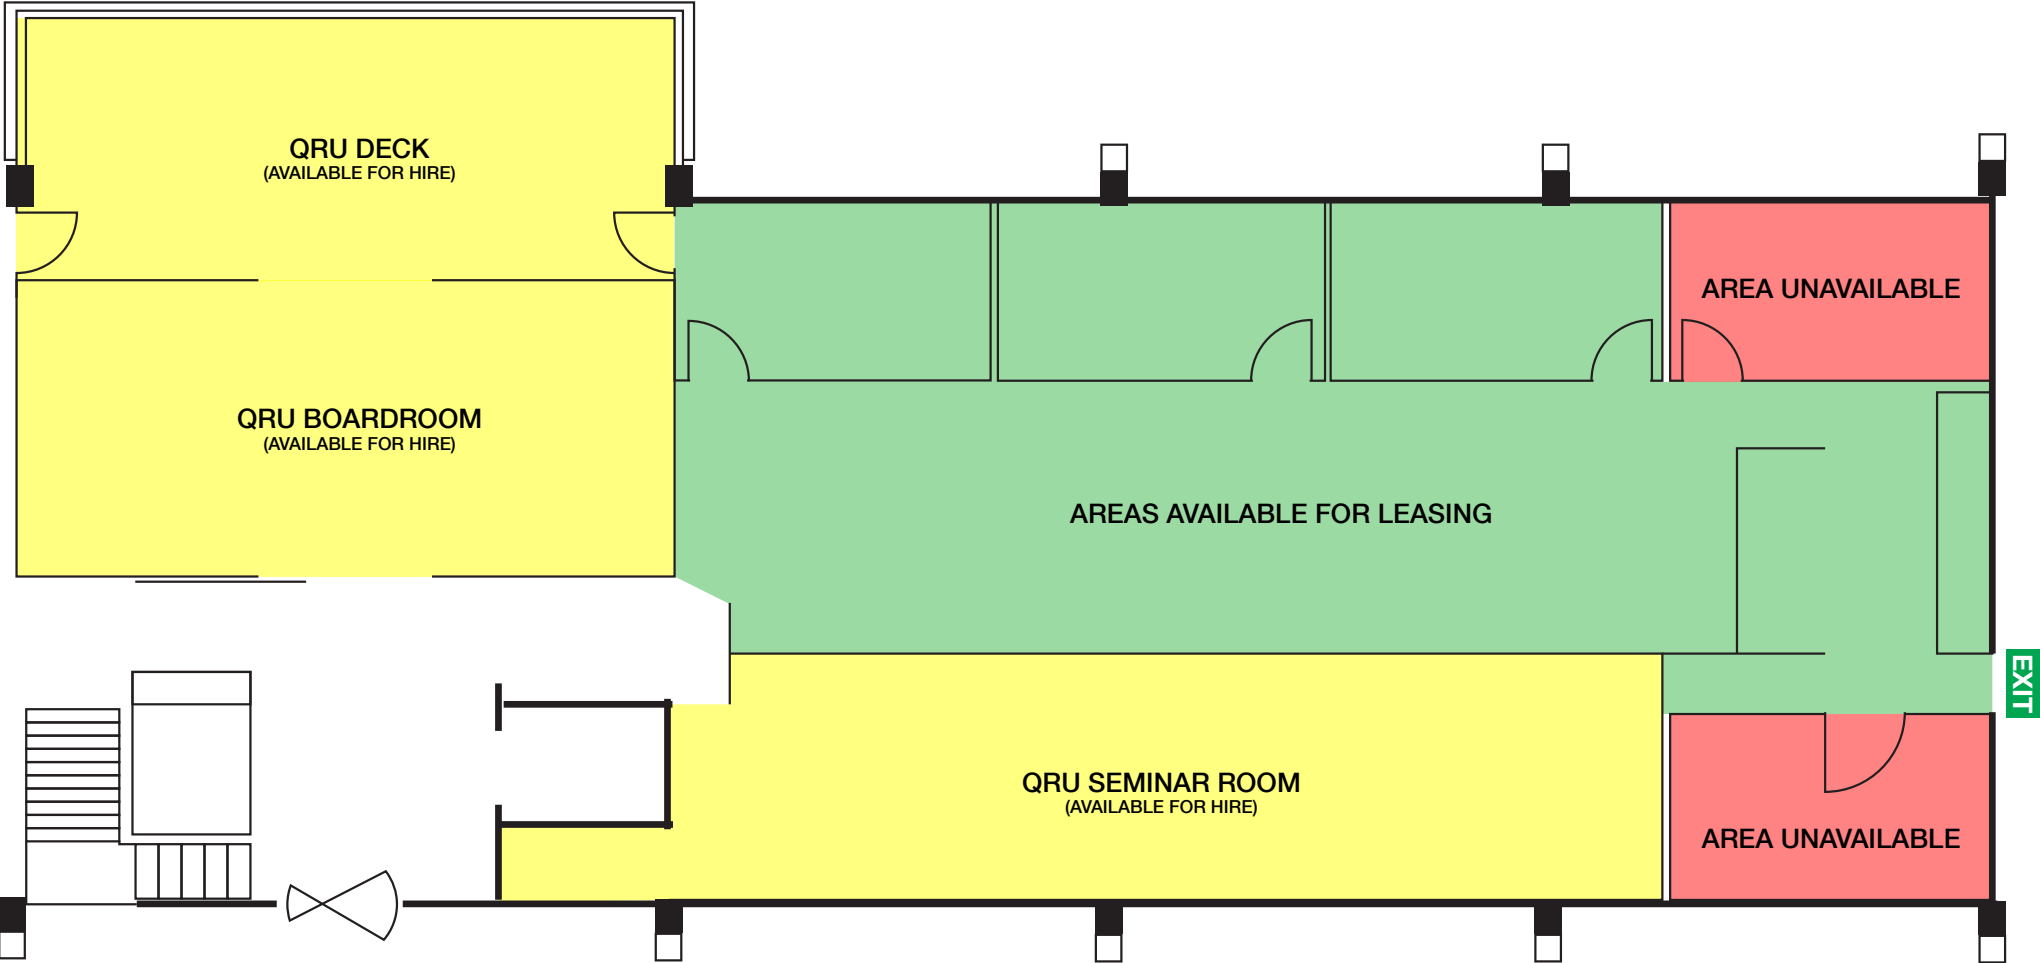 QRU DECK
(AVAILABLE FOR HIRE)
AREA UNAVAILABLE
QRU BOARDROOM
(AVAILABLE FOR HIRE)
AREAS AVAILABLE FOR LEASING
EXIT
QRU SEMINAR ROOM
(AVAILABLE FOR HIRE)
AREA UNAVAILABLE